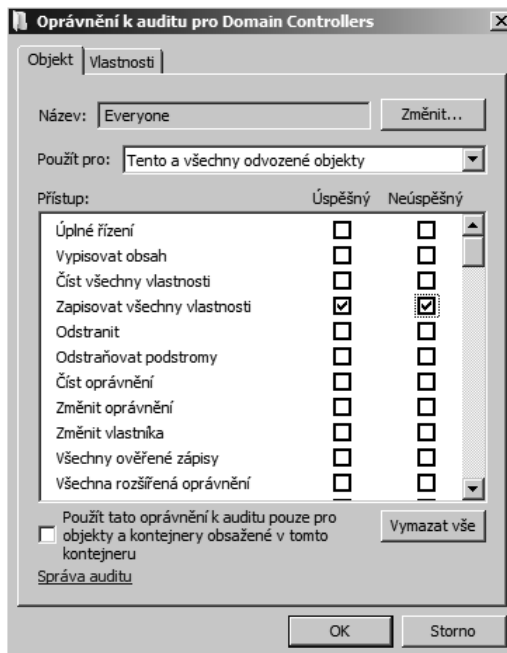 Oprávnění k auditu pro Domain Controllers
Objekt Vlastnosti
Název: Everyone Změnit...
Použít pro: Tento a všechny odvozené objekty
Přístup: Úspěšný Neúspěšný
Úplné řízení
Vypisovat obsah
Číst všechny vlastnosti
Zapisovat všechny vlastnosti
Odstranit
Odstraňovat podstromy
Číst oprávnění
Změnit oprávnění
Změnit vlastníka
Všechny ověřené zápisy
Všechna rozšířená oprávnění
Použít tato oprávnění k auditu pouze pro
objekty a kontejnery obsažené v tomto
kontejneru
Vymazat vše
Správa auditu
OK Storno